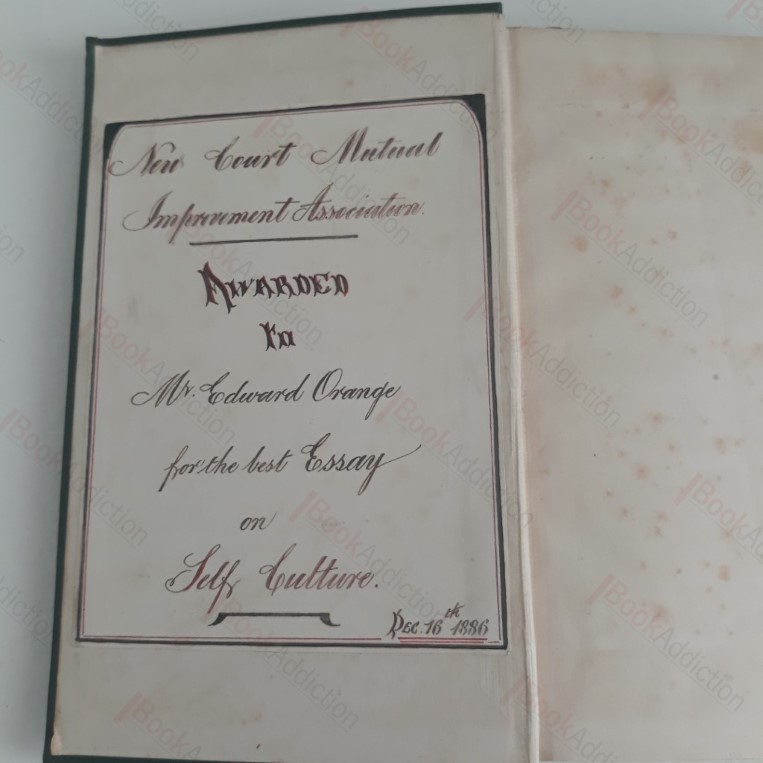 New Court Mutual
Improvement Association.
Awarded
to
Mr. Edward Orange
for the best Essay
on
Self Culture.
Dec. 16th 1886
BookAddiction